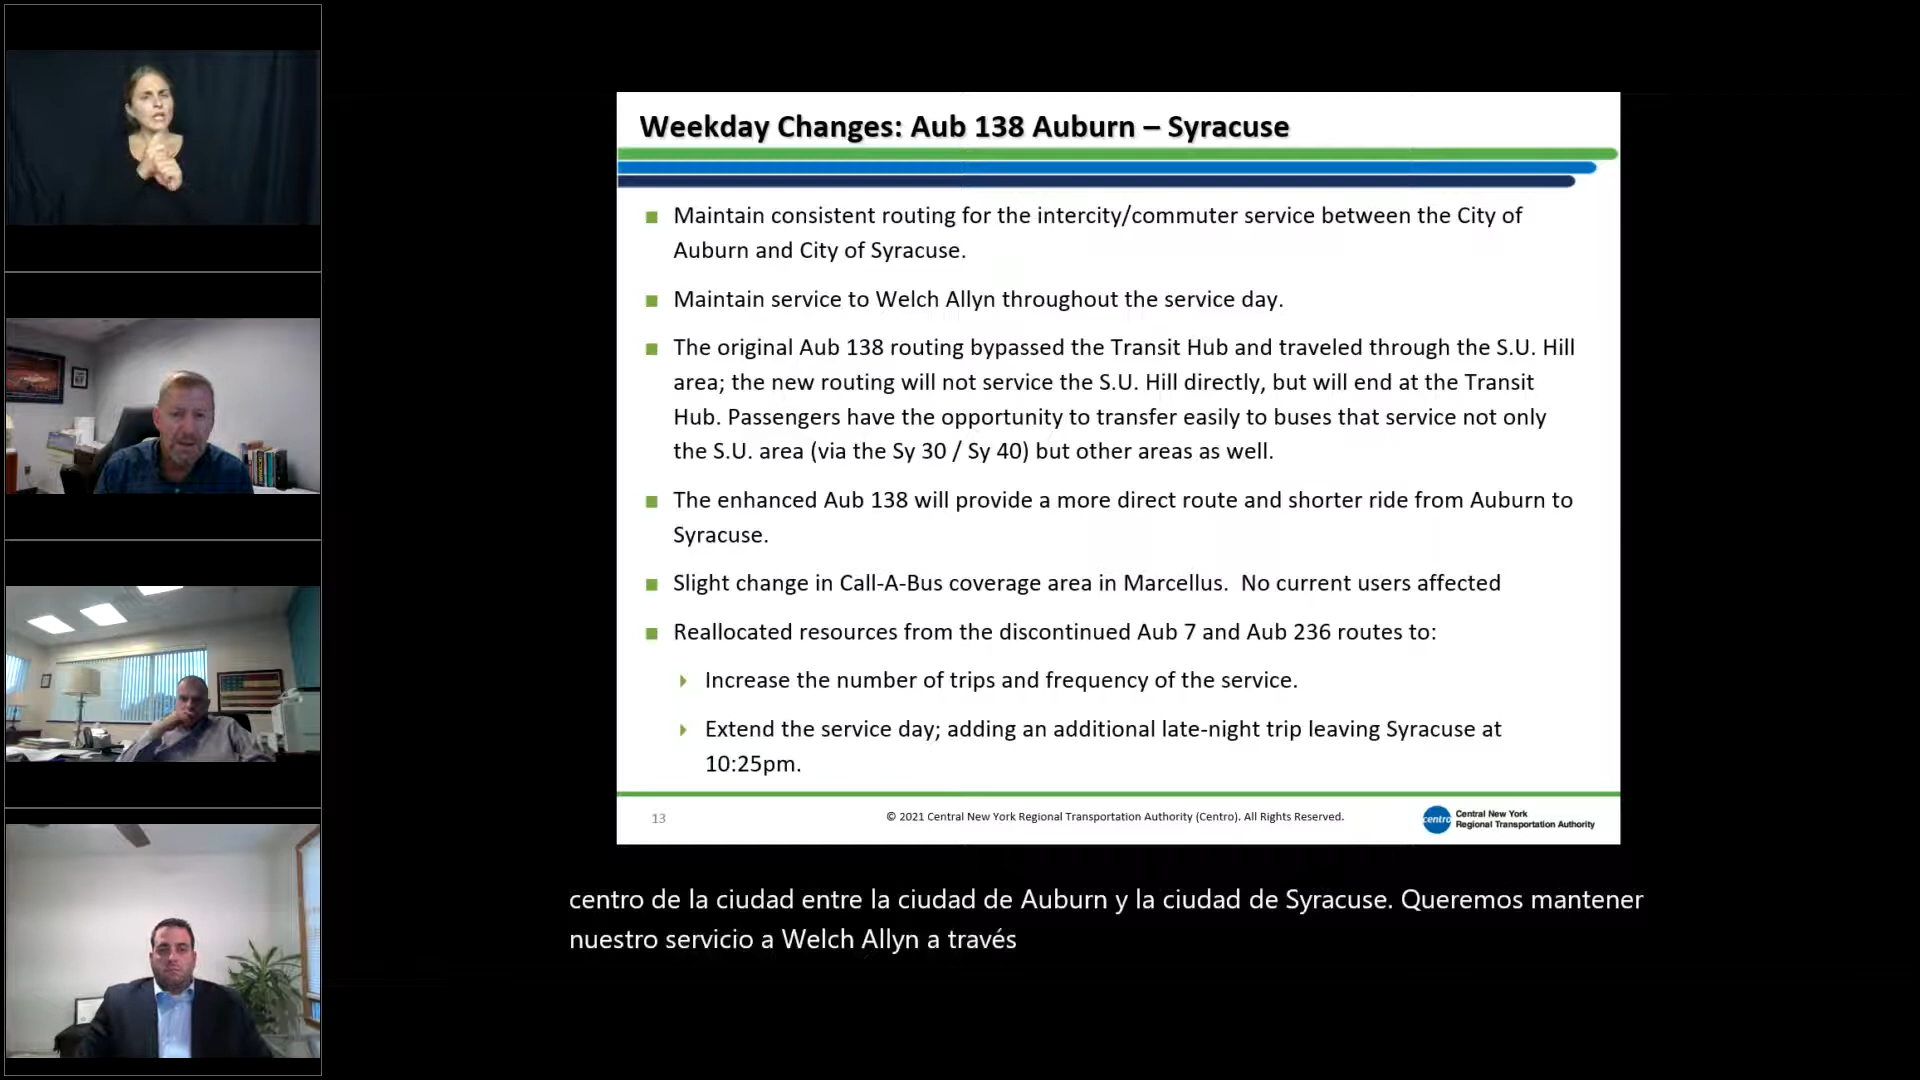 Weekday Changes: Aub 138 Auburn – Syracuse
Maintain consistent routing for the intercity/commuter service between the City of
Auburn and City of Syracuse.
Maintain service to Welch Allyn throughout the service day.
The original Aub 138 routing bypassed the Transit Hub and traveled through the S.U. Hill
area; the new routing will not service the S.U. Hill directly, but will end at the Transit
Hub. Passengers have the opportunity to transfer easily to buses that service not only
the S.U. area (via the Sy 30 / Sy 40) but other areas as well.
The enhanced Aub 138 will provide a more direct route and shorter ride from Auburn to
Syracuse.
Slight change in Call-A-Bus coverage area in Marcellus.  No current users affected
Reallocated resources from the discontinued Aub 7 and Aub 236 routes to:
Increase the number of trips and frequency of the service.
Extend the service day; adding an additional late-night trip leaving Syracuse at
10:25pm.
13
© 2021 Central New York Regional Transportation Authority (Centro). All Rights Reserved.
centro
Central New York
Regional Transportation Authority
centro de la ciudad entre la ciudad de Auburn y la ciudad de Syracuse. Queremos mantener
nuestro servicio a Welch Allyn a través